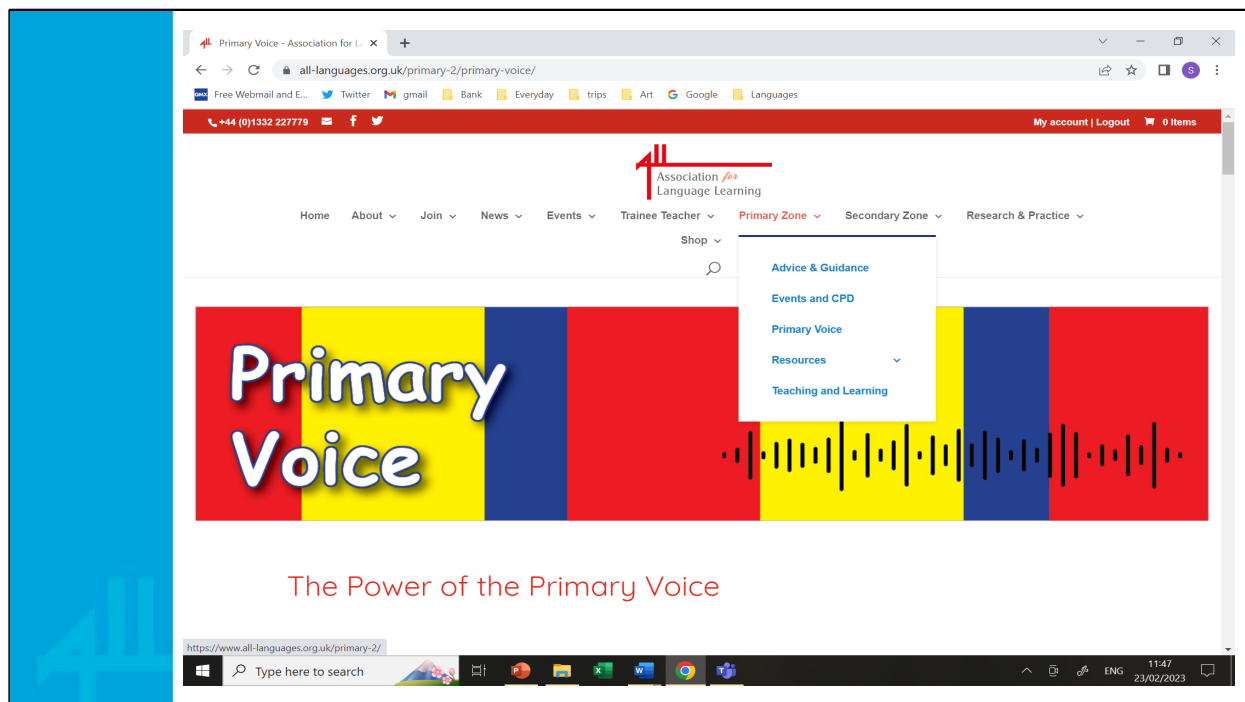 Primary Voice - Association for La
all-languages.org.uk/primary-2/primary-voice/
S
GMX Free Webmail and E... Twitter gmail Bank Everyday trips Art Google Languages
+44 (0)1332 227779 My account | Logout 0 Items
Association for
Language Learning
Home About Join News Events Trainee Teacher Primary Zone Secondary Zone Research & Practice
Shop
Advice & Guidance
Events and CPD
Primary Voice
Resources
Teaching and Learning
Primary
Voice
The Power of the Primary Voice
https://www.all-languages.org.uk/primary-2/
Type here to search
ENG
11:47
23/02/2023